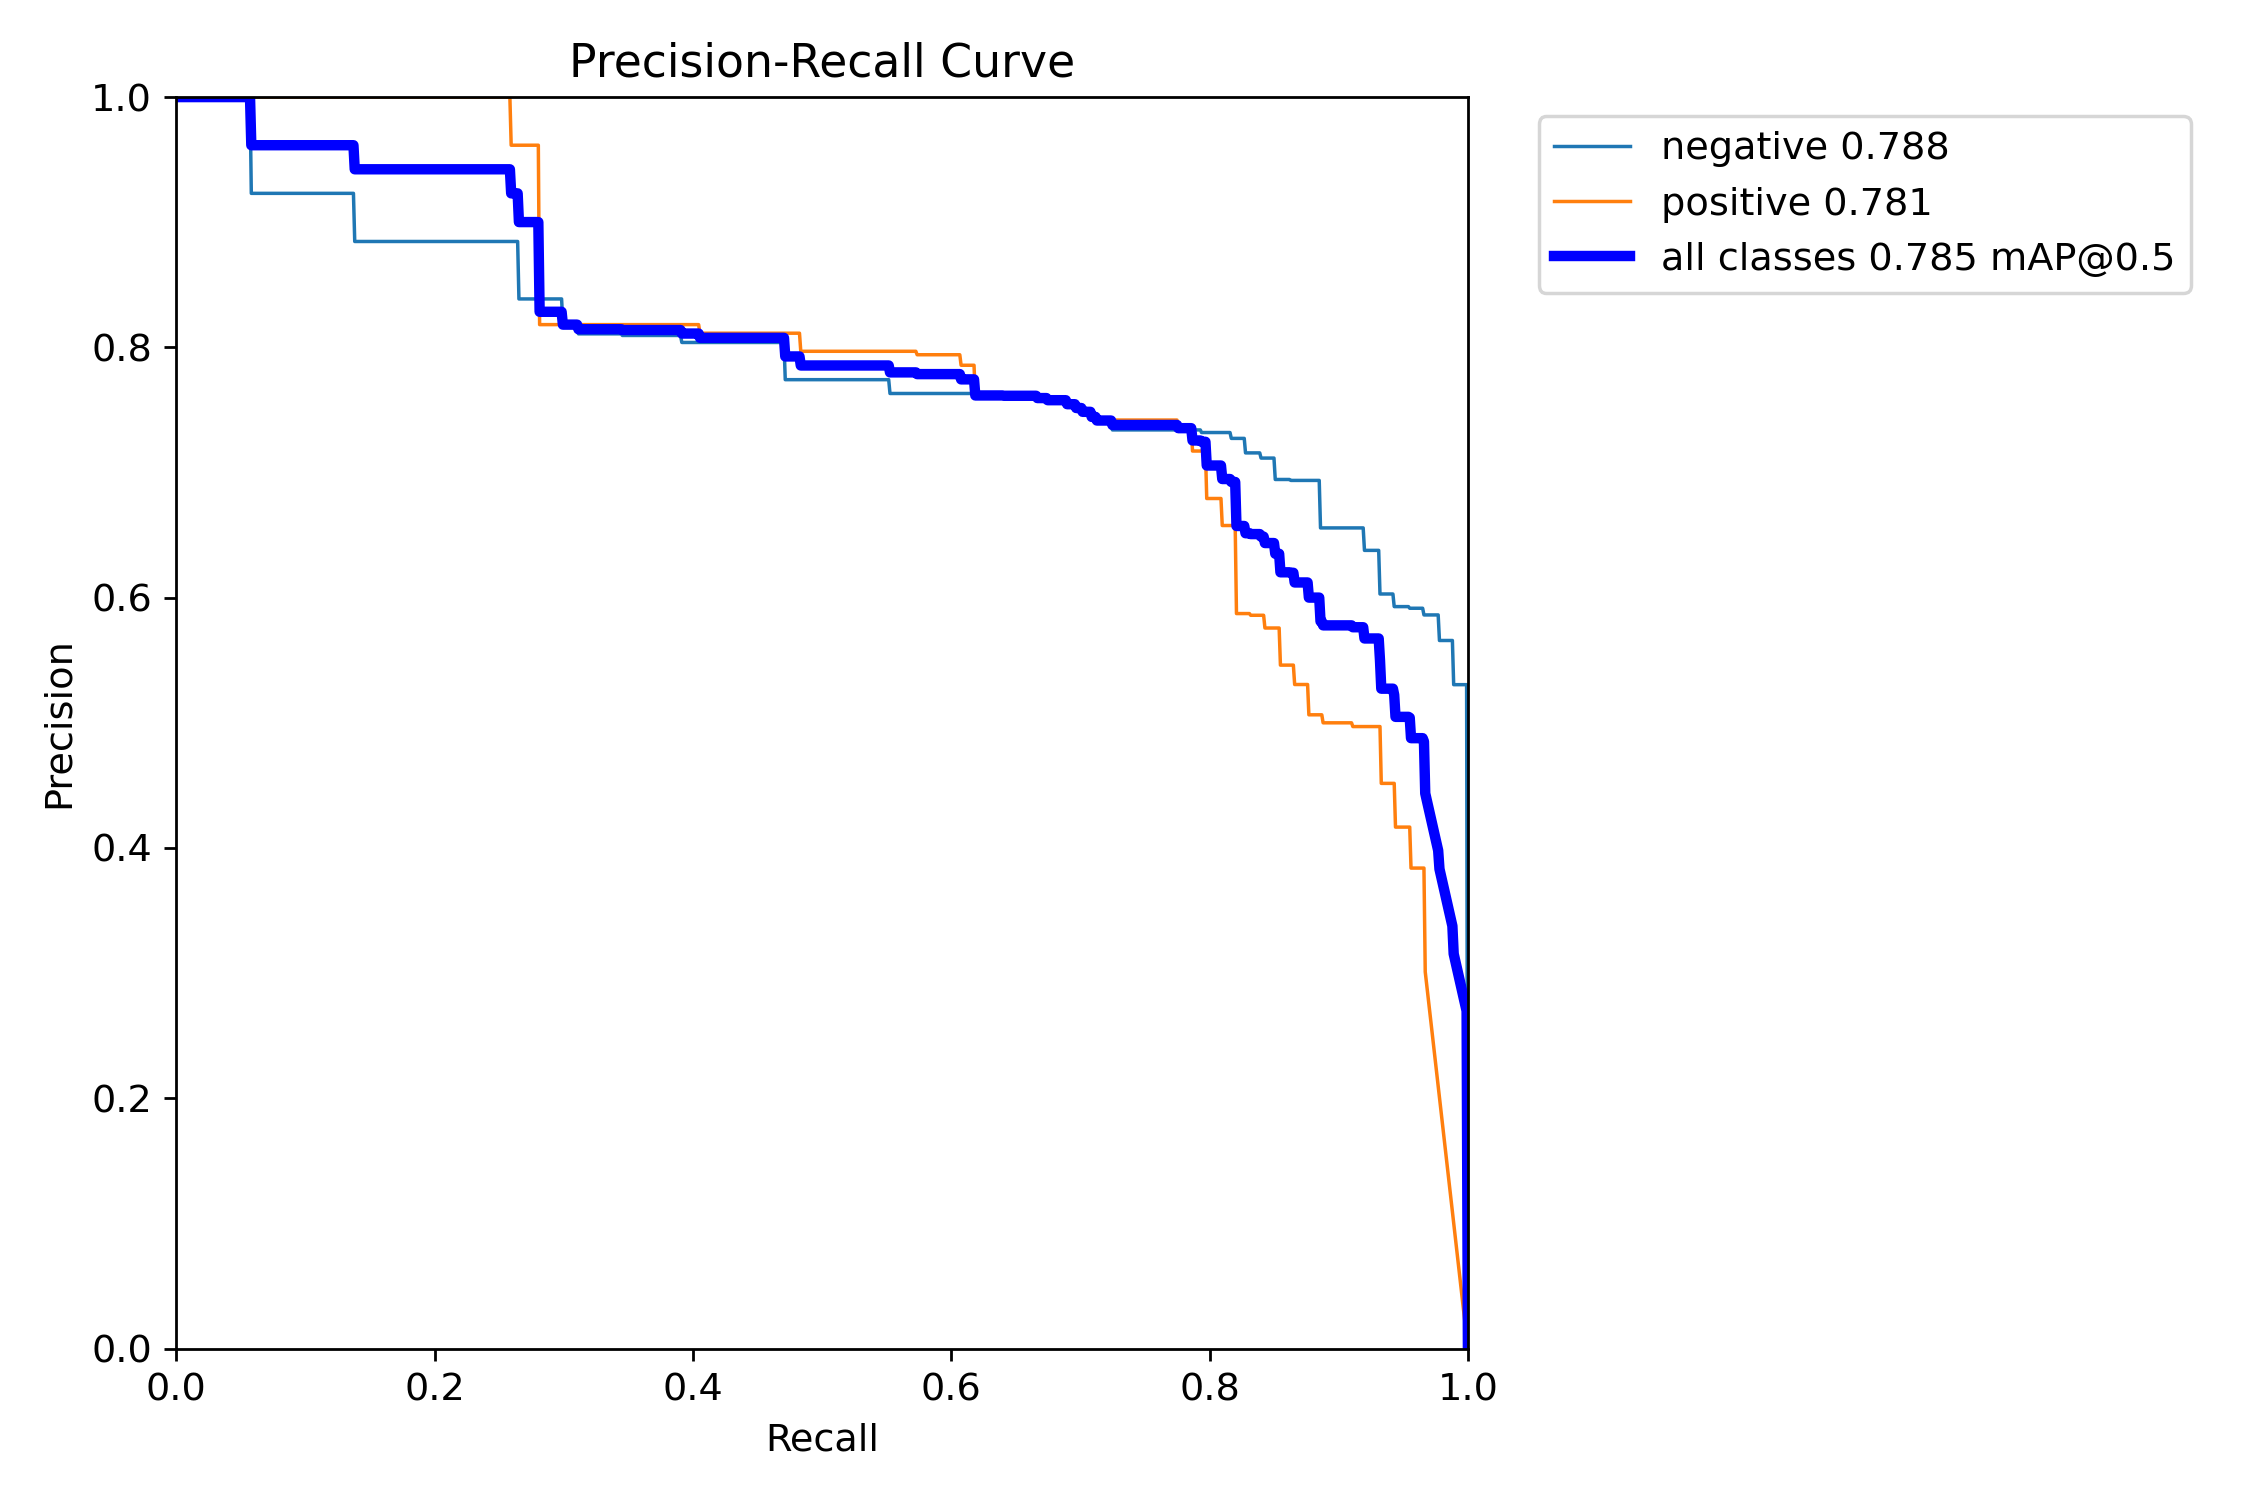 Precision-Recall Curve
1.0
0.8
0.6
0.4
0.2
0.0
Precision
0.0 0.2 0.4 0.6 0.8 1.0
Recall
negative 0.788
positive 0.781
all classes 0.785 mAP@0.5